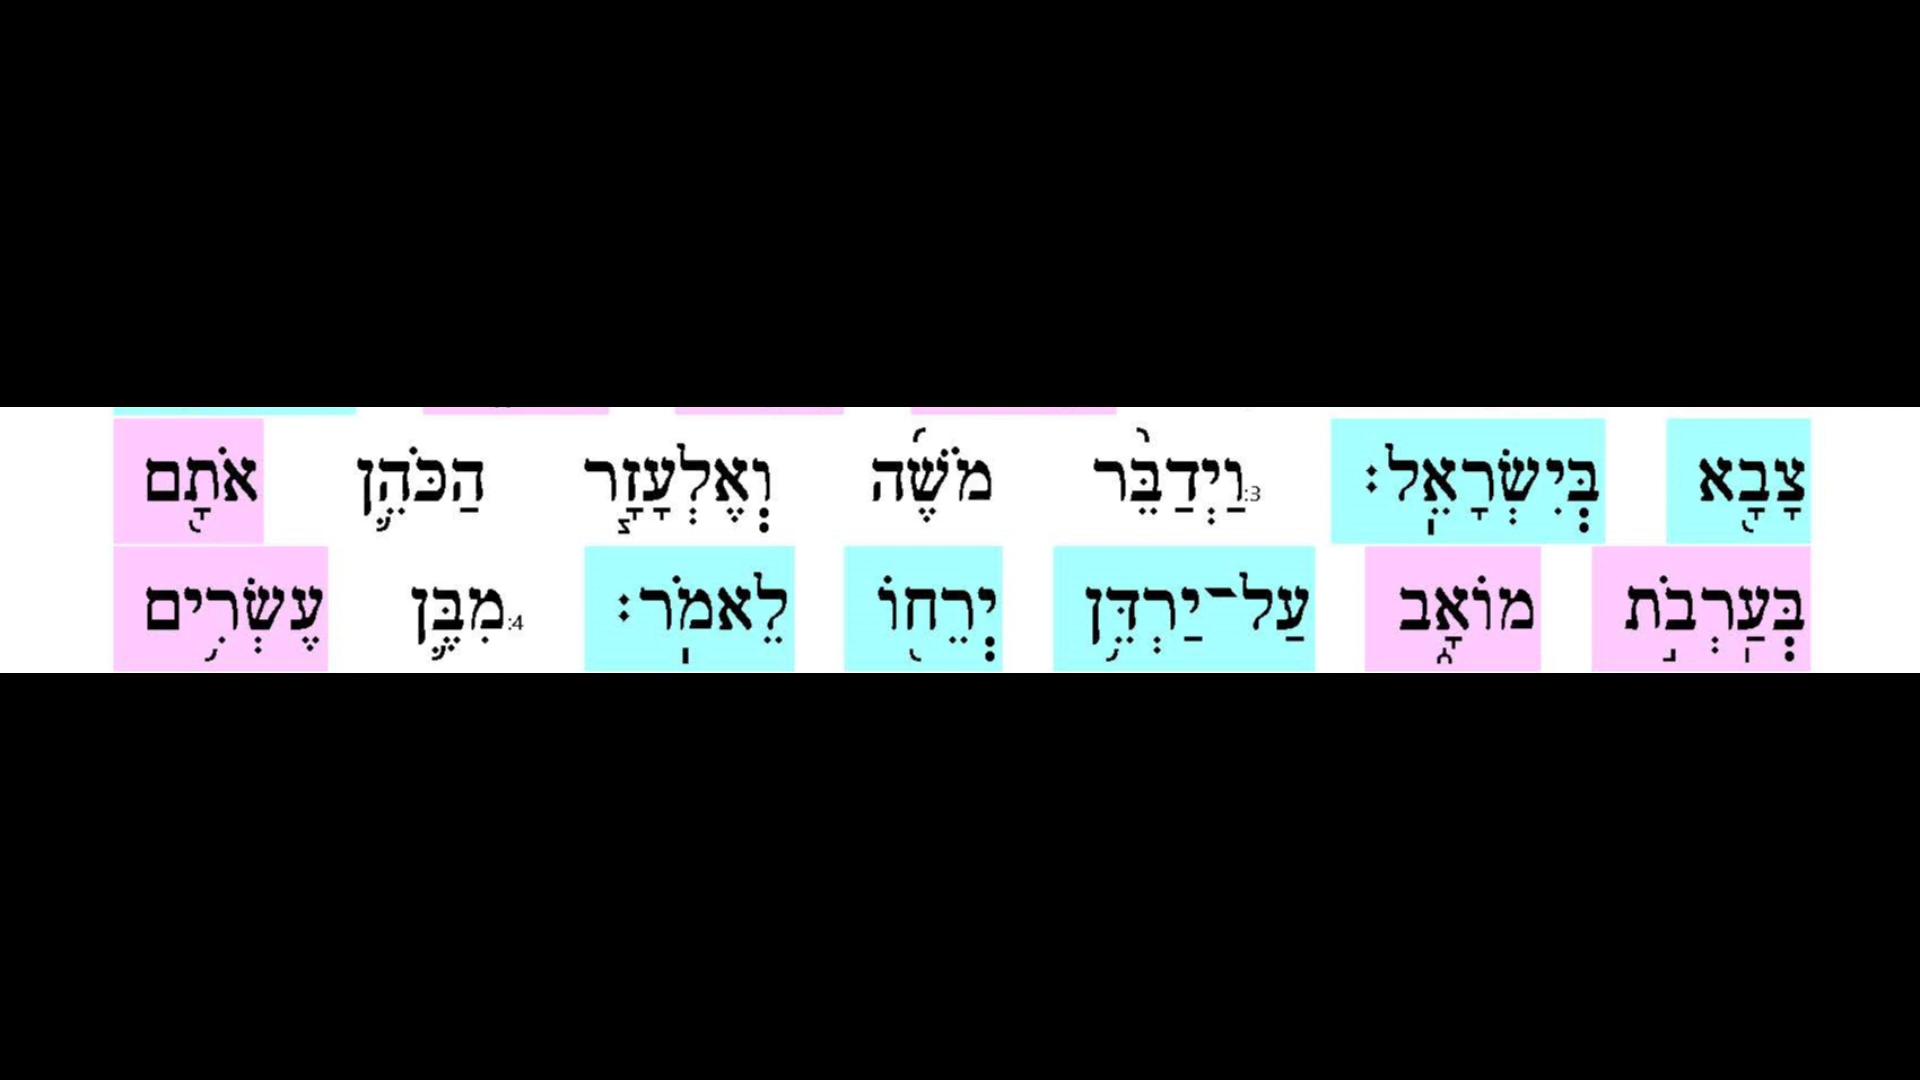 צָבָ֖א בְּיִשְׂרָאֵֽל׃ 3: וַיְדַבֵּ֨ר מֹשֶׁ֜ה וְאֶלְעָזָ֧ר הַכֹּהֵ֛ן אֹתָ֖ם
בְּעַֽרְבֹ֣ת מוֹאָ֑ב עַל־יַרְדֵּ֥ן יְרֵח֖וֹ לֵאמֹֽר׃ 4: מִבֶּ֛ן עֶשְׂרִ֥ים